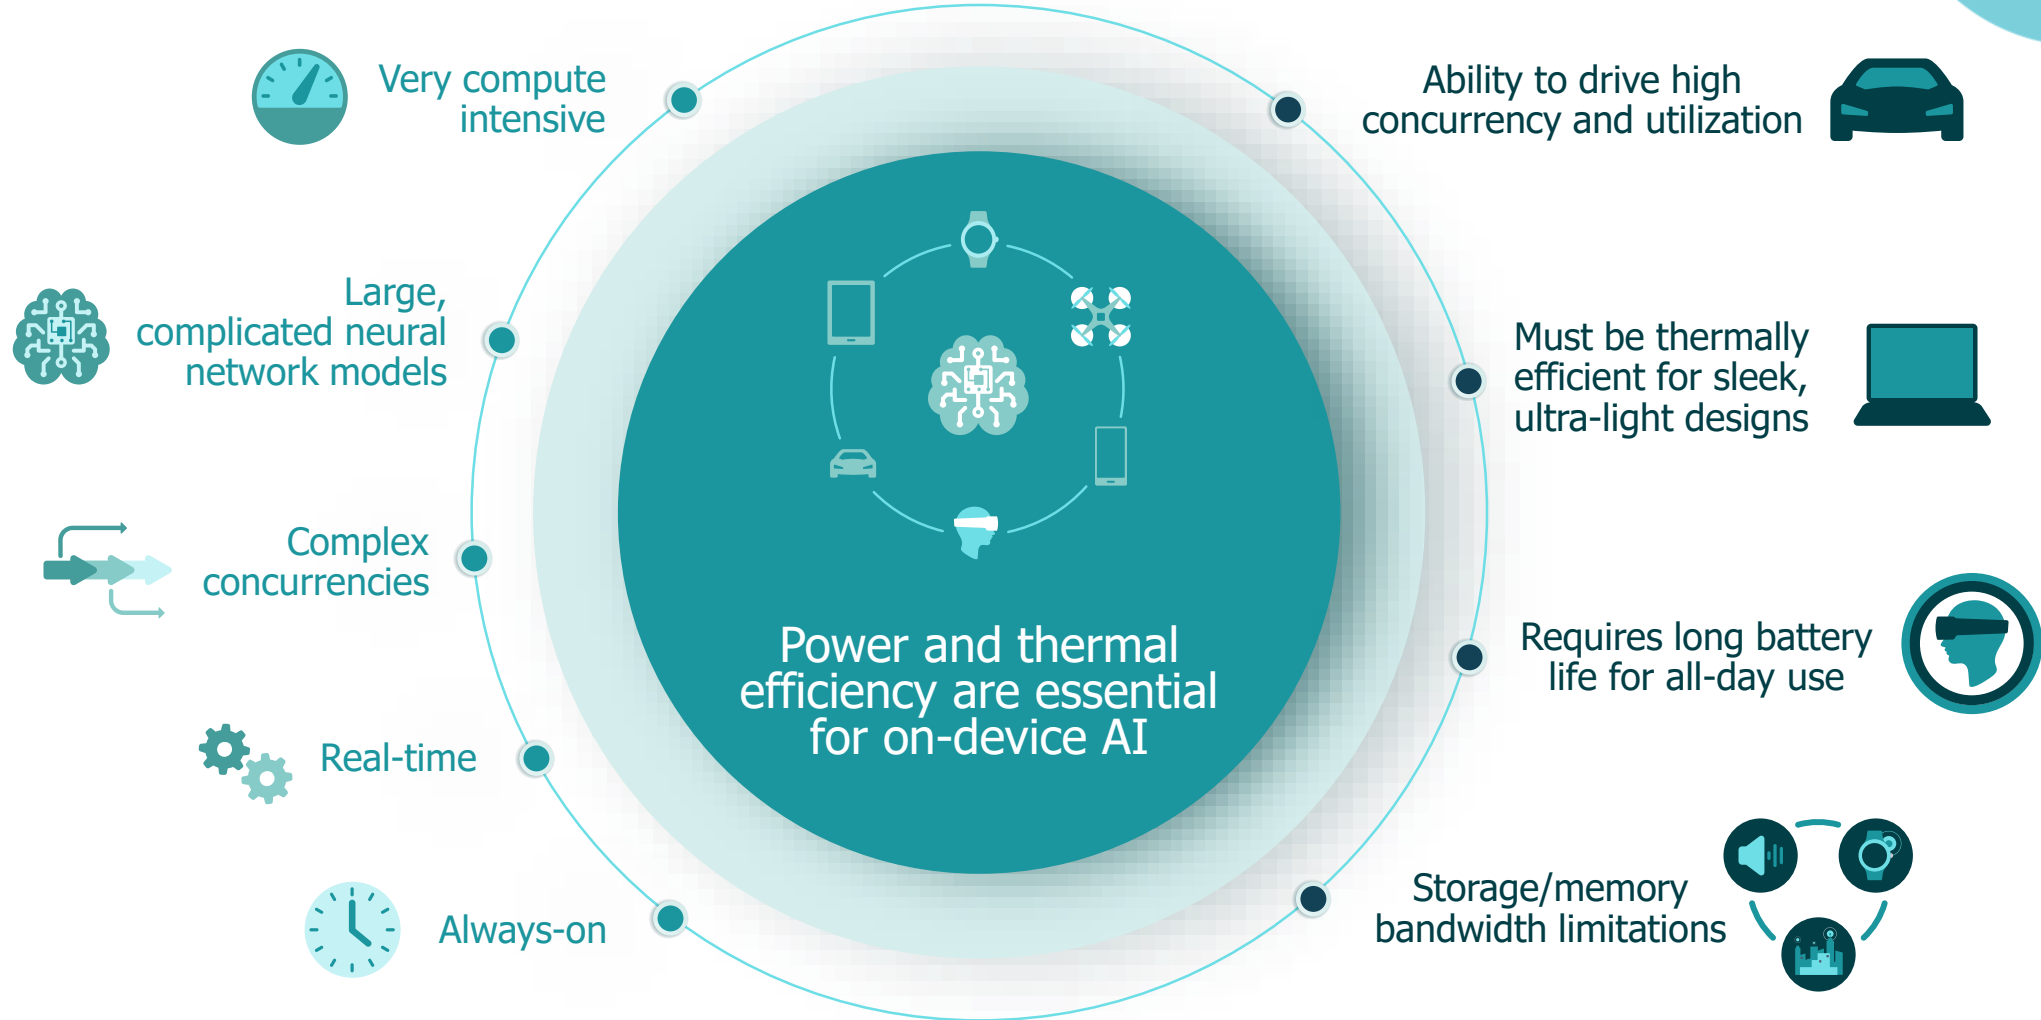 Very compute
intensive
Large,
complicated neural
network models
Complex
concurrencies
Real-time
Always-on
Power and thermal
efficiency are essential
for on-device AI
Ability to drive high
concurrency and utilization
Must be thermally
efficient for sleek,
ultra-light designs
Requires long battery
life for all-day use
Storage/memory
bandwidth limitations